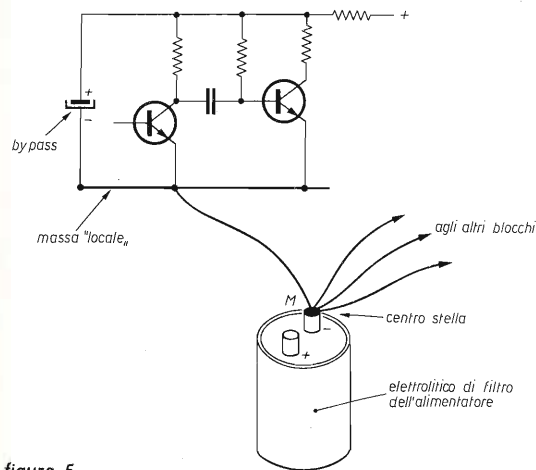 +
+
-
by pass
massa "locale„
agli altri blocchi
M
centro stella
-
+
elettrolitico di filtro
dell'alimentatore
figura 5